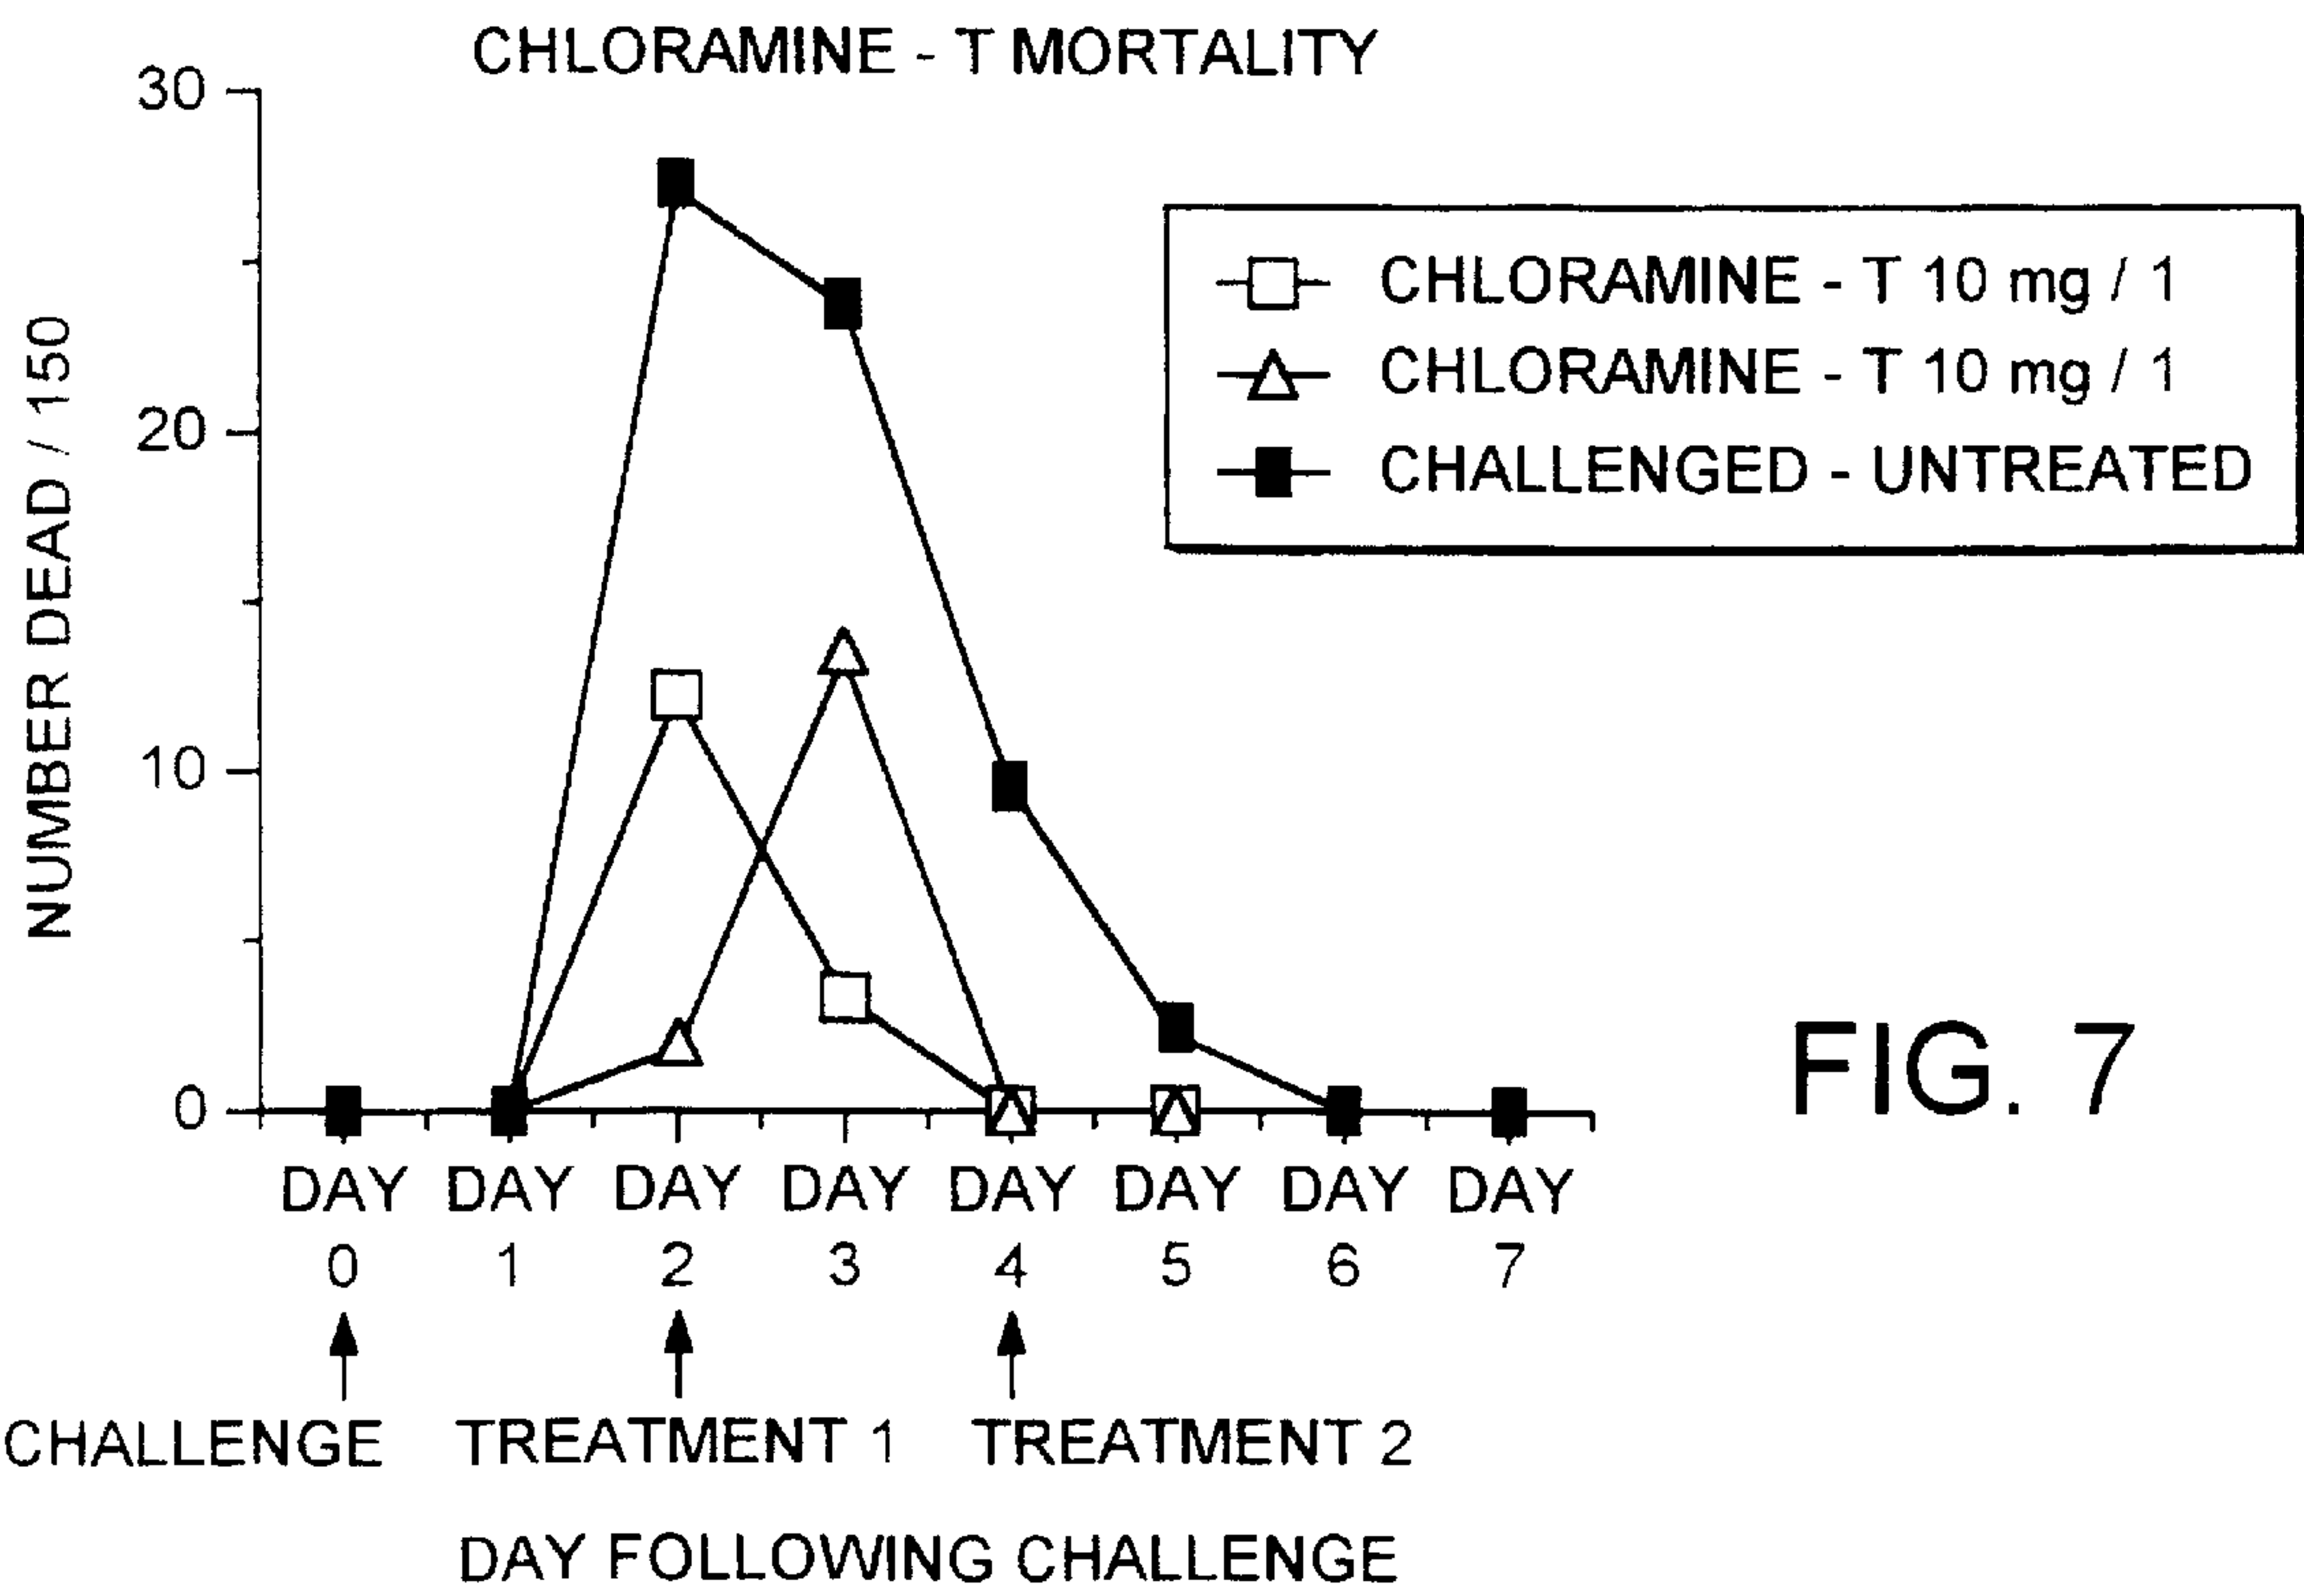 CHLORAMINE - T MORTALITY
30
20
10
0
NUMBER DEAD / 150
CHLORAMINE - T 10 mg / 1
CHLORAMINE - T 10 mg / 1
CHALLENGED - UNTREATED
FIG. 7
DAY DAY DAY DAY DAY DAY DAY DAY
0 1 2 3 4 5 6 7
CHALLENGE TREATMENT 1 TREATMENT 2
DAY FOLLOWING CHALLENGE